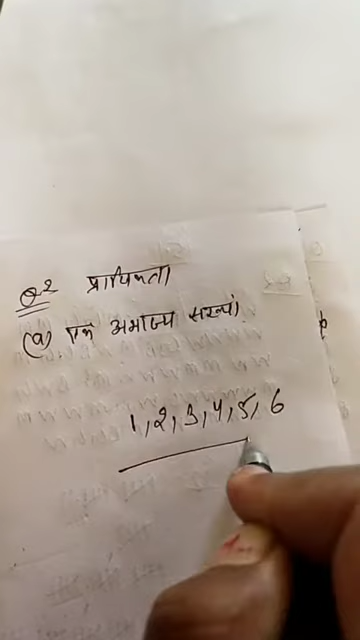 Q2 प्रायिकता
(a) एक अभाज्य संख्या
1, 2, 3, 4, 5, 6